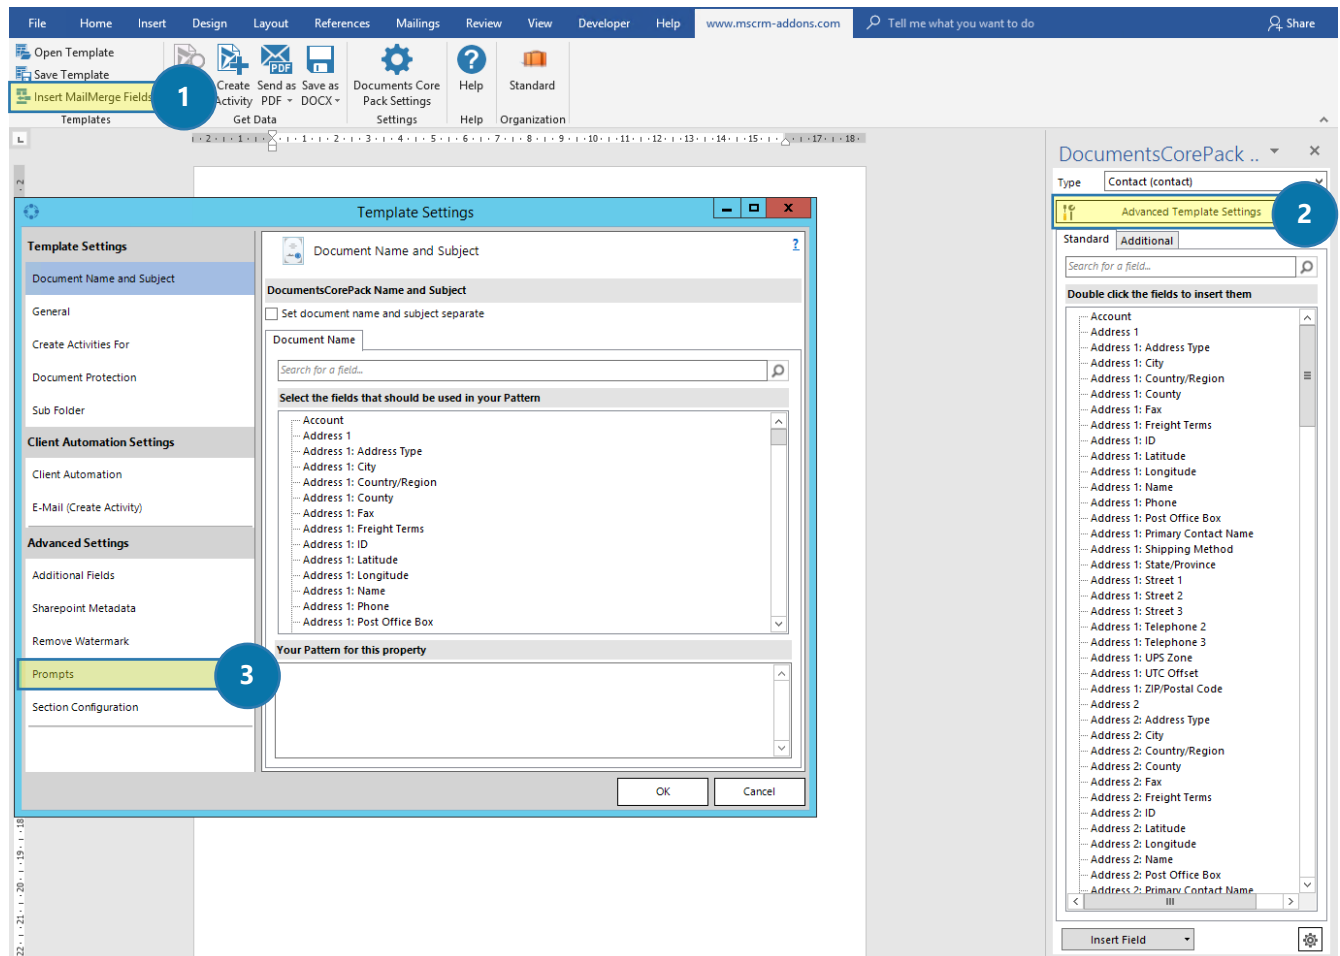 File Home Insert Design Layout References Mailings Review View Developer Help www.mscrm-addons.com Tell me what you want to do Share
Open Template
Save Template
Insert MailMerge Fields
1
Templates
Create
Activity
Send as
PDF
Save as
DOCX
Get Data
Documents Core
Pack Settings
Settings
Help
Help
Standard
Organization
DocumentsCorePack ..
Type Contact (contact)
Advanced Template Settings
2
Standard Additional
Search for a field...
Double click the fields to insert them
Account
Address 1
Address 1: Address Type
Address 1: City
Address 1: Country/Region
Address 1: County
Address 1: Fax
Address 1: Freight Terms
Address 1: ID
Address 1: Latitude
Address 1: Longitude
Address 1: Name
Address 1: Phone
Address 1: Post Office Box
Address 1: Primary Contact Name
Address 1: Shipping Method
Address 1: State/Province
Address 1: Street 1
Address 1: Street 2
Address 1: Street 3
Address 1: Telephone 2
Address 1: Telephone 3
Address 1: UPS Zone
Address 1: UTC Offset
Address 1: ZIP/Postal Code
Address 2
Address 2: Address Type
Address 2: City
Address 2: Country/Region
Address 2: County
Address 2: Fax
Address 2: Freight Terms
Address 2: ID
Address 2: Latitude
Address 2: Longitude
Address 2: Name
Address 2: Post Office Box
Address 2: Primary Contact Name
Insert Field
Template Settings
Template Settings
Document Name and Subject
General
Create Activities For
Document Protection
Sub Folder
Client Automation Settings
Client Automation
E-Mail (Create Activity)
Advanced Settings
Additional Fields
Sharepoint Metadata
Remove Watermark
Prompts
3
Section Configuration
Document Name and Subject ?
DocumentsCorePack Name and Subject
Set document name and subject separate
Document Name
Search for a field...
Select the fields that should be used in your Pattern
Account
Address 1
Address 1: Address Type
Address 1: City
Address 1: Country/Region
Address 1: County
Address 1: Fax
Address 1: Freight Terms
Address 1: ID
Address 1: Latitude
Address 1: Longitude
Address 1: Name
Address 1: Phone
Address 1: Post Office Box
Your Pattern for this property
OK Cancel